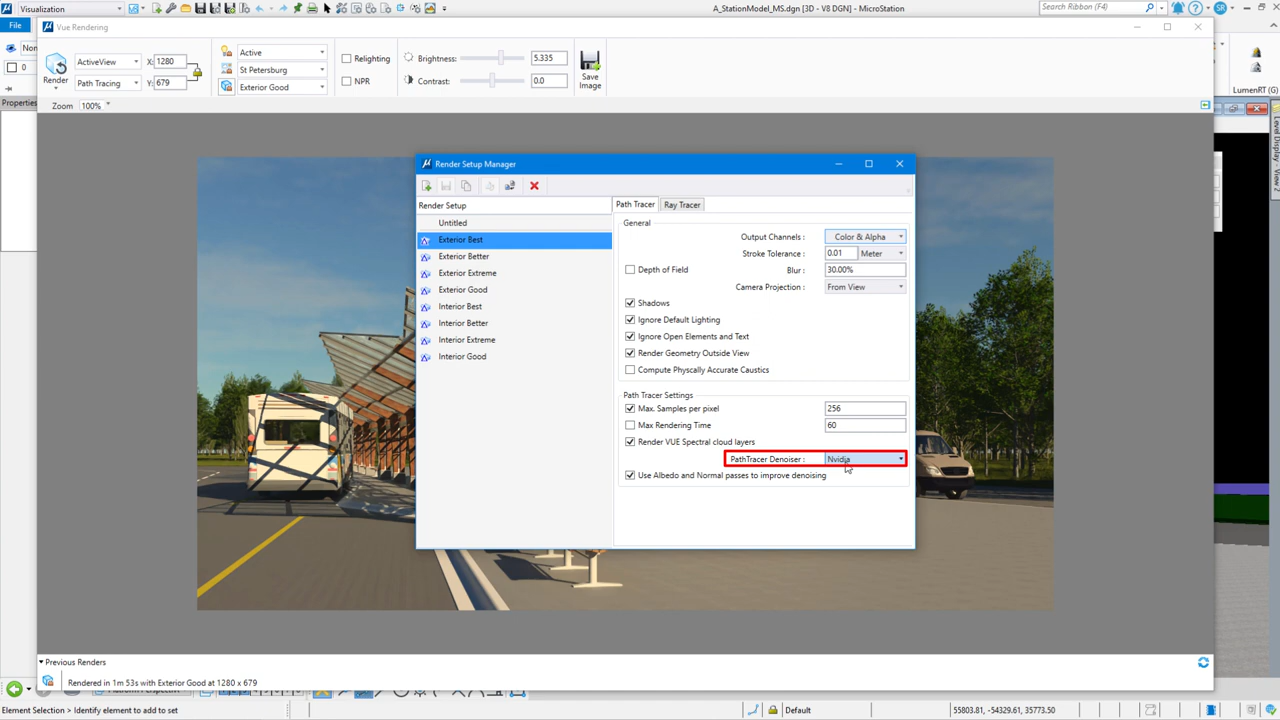 Visualization
A_StationModel_MS.dgn [3D - V8 DGN] - MicroStation
Search Ribbon (F4)
SR
File
Vue Rendering
Non
0
Render
ActiveView
X: 1280
Path Tracing
Y: 679
Active
St Petersburg
Exterior Good
Relighting
NPR
Brightness:
5.335
Contrast:
0.0
Save
Image
LumenRT (G)
Zoom
100%
Properties
Level Display - View 2
Render Setup Manager
Render Setup
Untitled
Exterior Best
Exterior Better
Exterior Extreme
Exterior Good
Interior Best
Interior Better
Interior Extreme
Interior Good
Path Tracer
Ray Tracer
General
Output Channels :
Color & Alpha
Stroke Tolerance :
0.01
Meter
Depth of Field
Blur :
30.00%
Camera Projection :
From View
Shadows
Ignore Default Lighting
Ignore Open Elements and Text
Render Geometry Outside View
Compute Physcally Accurate Caustics
Path Tracer Settings
Max. Samples per pixel
256
Max Rendering Time
60
Render VUE Spectral cloud layers
PathTracer Denoiser :
Nvidia
Use Albedo and Normal passes to improve denoising
Previous Renders
Rendered in 1m 53s with Exterior Good at 1280 x 679
Element Selection > Identify element to add to set
Default
55803.81, -54329.61, 35773.50